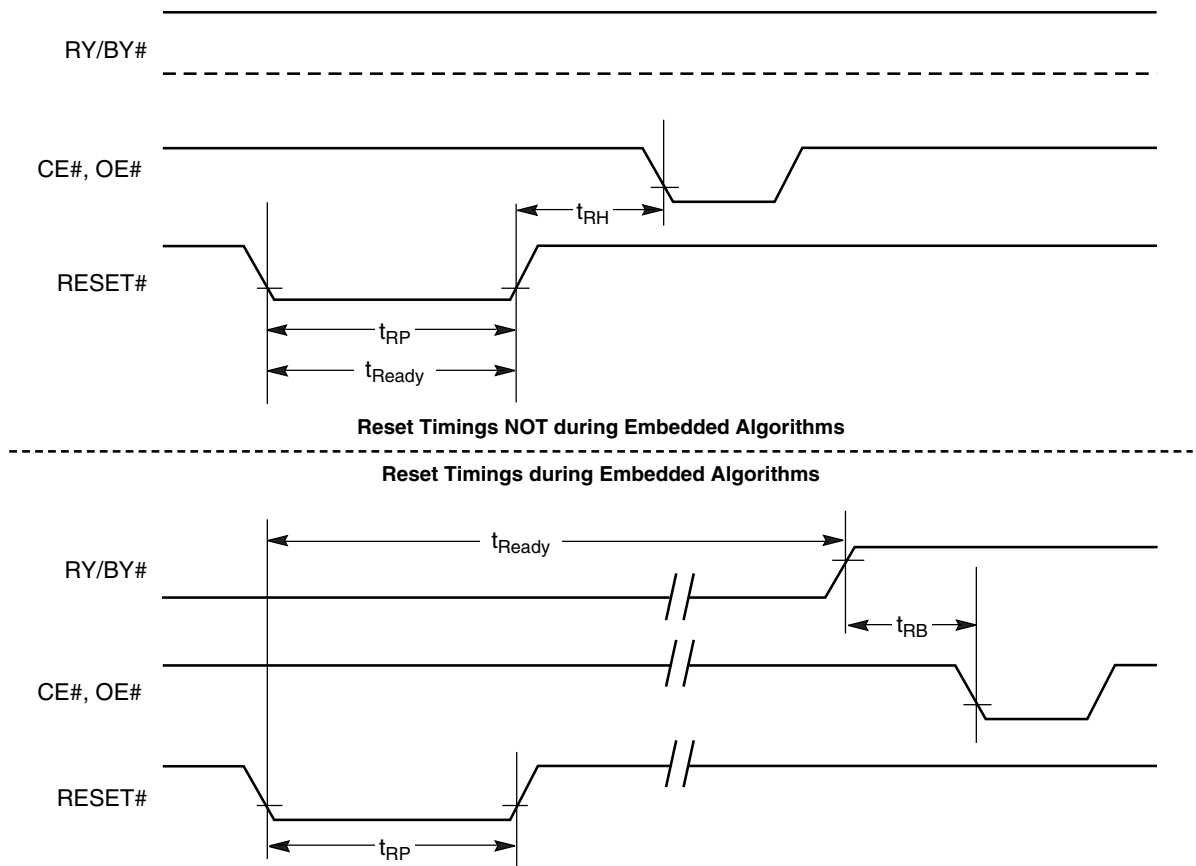 RY/BY#
CE#, OE#
tRH
RESET#
tRP
tReady
Reset Timings NOT during Embedded Algorithms
Reset Timings during Embedded Algorithms
tReady
RY/BY#
tRB
CE#, OE#
RESET#
tRP